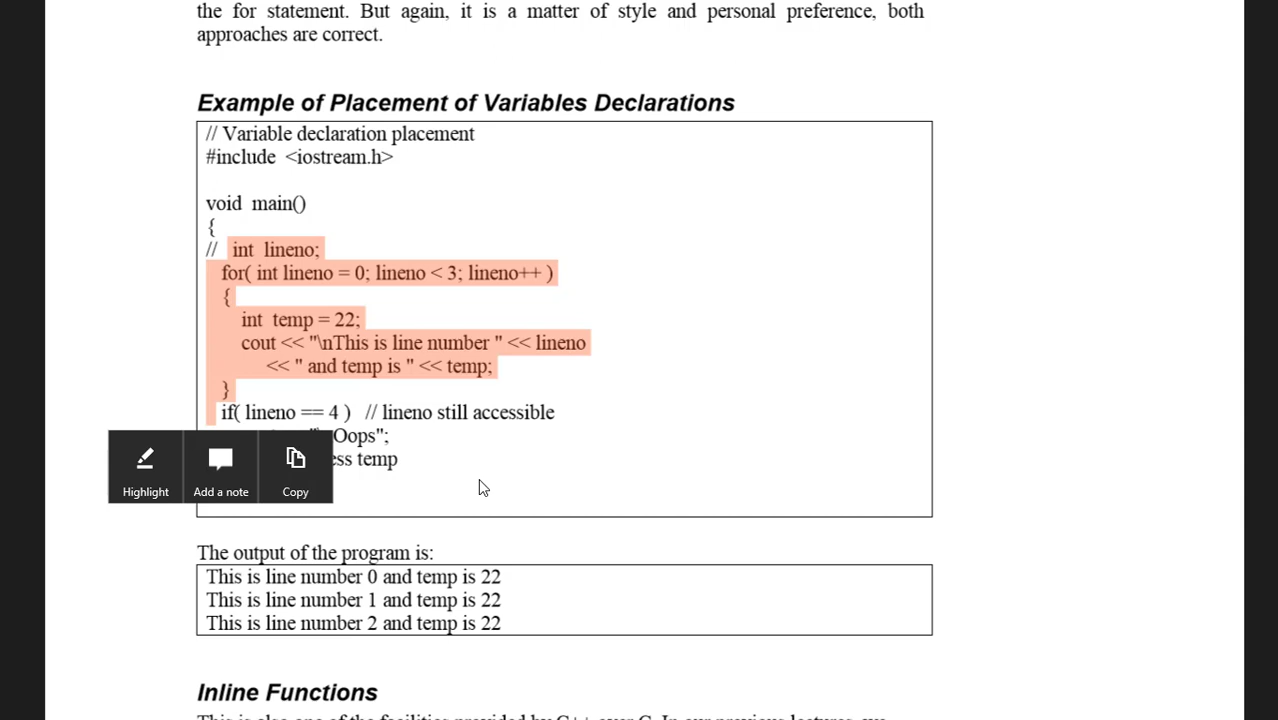 the for statement. But again, it is a matter of style and personal preference, both
approaches are correct.
Example of Placement of Variables Declarations
// Variable declaration placement
#include <iostream.h>
void main()
{
// int lineno;
for( int lineno = 0; lineno < 3; lineno++ )
{
int temp = 22;
cout << "\nThis is line number " << lineno
<< " and temp is " << temp;
}
if( lineno == 4 ) // lineno still accessible
Oops";
temp
Highlight Add a note Copy
The output of the program is:
This is line number 0 and temp is 22
This is line number 1 and temp is 22
This is line number 2 and temp is 22
Inline Functions